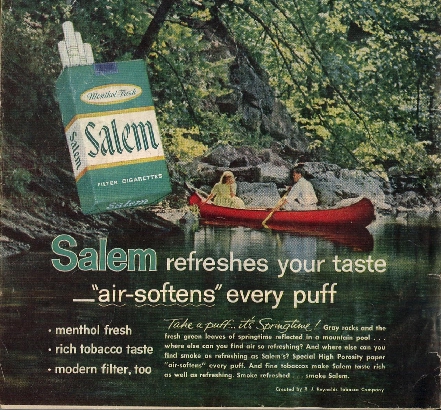 Menthol Fresh
Salem
Salem
FILTER CIGARETTES
Salem
Salem refreshes your taste
—"air-softens" every puff
• menthol fresh
• rich tobacco taste
• modern filter, too
Take a puff.. it's Springtime! Gray rocks and the
fresh green leaves of springtime reflected in a mountain pool . . .
where else can you find air so refreshing? And where else can you
find smoke as refreshing as Salem's? Special High Porosity paper
"air-softens" every puff. And fine tobaccos make Salem taste rich
as well as refreshing. Smoke refreshed . . . smoke Salem.
Created by R. J. Reynolds Tobacco Company